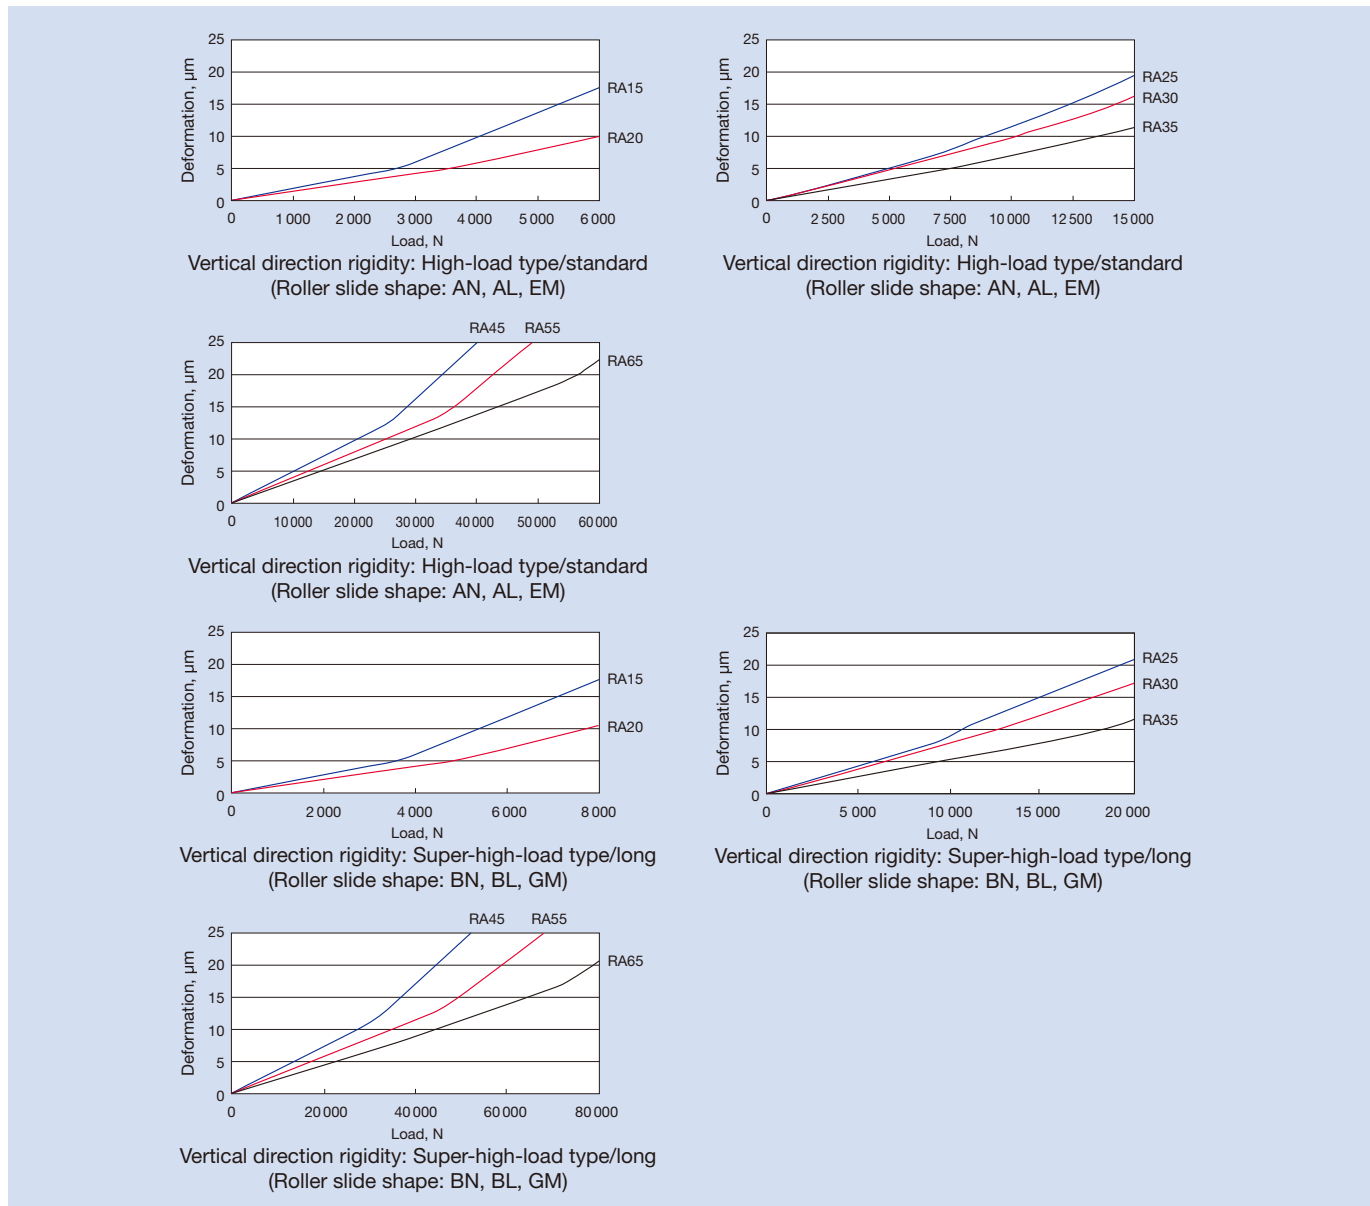 25
20
15
10
5
0
Deformation, µm
RA15
RA20
0 1 000 2 000 3 000 4 000 5 000 6 000
Load, N
Vertical direction rigidity: High-load type/standard
(Roller slide shape: AN, AL, EM)
25
20
15
10
5
0
Deformation, µm
RA25
RA30
RA35
0 2 500 5 000 7 500 10 000 12 500 15 000
Load, N
Vertical direction rigidity: High-load type/standard
(Roller slide shape: AN, AL, EM)
RA45 RA55
25
20
15
10
5
0
Deformation, µm
RA65
0 10 000 20 000 30 000 40 000 50 000 60 000
Load, N
Vertical direction rigidity: High-load type/standard
(Roller slide shape: AN, AL, EM)
25
20
15
10
5
0
Deformation, µm
RA15
RA20
0 2 000 4 000 6 000 8 000
Load, N
Vertical direction rigidity: Super-high-load type/long
(Roller slide shape: BN, BL, GM)
25
20
15
10
5
0
Deformation, µm
RA25
RA30
RA35
0 5 000 10 000 15 000 20 000
Load, N
Vertical direction rigidity: Super-high-load type/long
(Roller slide shape: BN, BL, GM)
RA45 RA55
25
20
15
10
5
0
Deformation, µm
RA65
0 20 000 40 000 60 000 80 000
Load, N
Vertical direction rigidity: Super-high-load type/long
(Roller slide shape: BN, BL, GM)